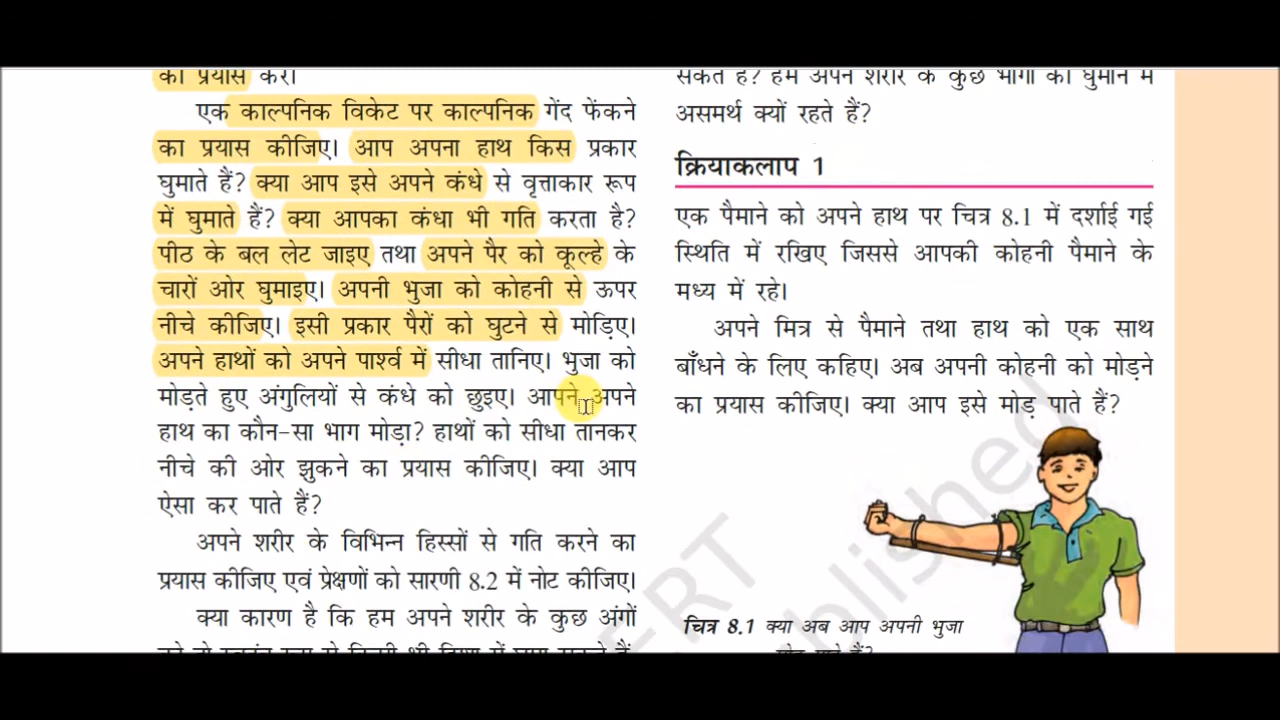 का प्रयास करें।
एक काल्पनिक विकेट पर काल्पनिक गेंद फेंकने
का प्रयास कीजिए। आप अपना हाथ किस प्रकार
घुमाते हैं? क्या आप इसे अपने कंधे से वृत्ताकार रूप
में घुमाते हैं? क्या आपका कंधा भी गति करता है?
पीठ के बल लेट जाइए तथा अपने पैर को कूल्हे के
चारों ओर घुमाइए। अपनी भुजा को कोहनी से ऊपर
नीचे कीजिए। इसी प्रकार पैरों को घुटने से मोड़िए।
अपने हाथों को अपने पार्श्व में सीधा तानिए। भुजा को
मोड़ते हुए अंगुलियों से कंधे को छुइए। आपने अपने
हाथ का कौन-सा भाग मोड़ा? हाथों को सीधा तानकर
नीचे की ओर झुकने का प्रयास कीजिए। क्या आप
ऐसा कर पाते हैं?
अपने शरीर के विभिन्न हिस्सों से गति करने का
प्रयास कीजिए एवं प्रेक्षणों को सारणी 8.2 में नोट कीजिए।
क्या कारण है कि हम अपने शरीर के कुछ अंगों
सकते हैं? हम अपने शरीर के कुछ भागों को घुमाने में
असमर्थ क्यों रहते हैं?
क्रियाकलाप 1
एक पैमाने को अपने हाथ पर चित्र 8.1 में दर्शाई गई
स्थिति में रखिए जिससे आपकी कोहनी पैमाने के
मध्य में रहे।
अपने मित्र से पैमाने तथा हाथ को एक साथ
बाँधने के लिए कहिए। अब अपनी कोहनी को मोड़ने
का प्रयास कीजिए। क्या आप इसे मोड़ पाते हैं?
चित्र 8.1 क्या अब आप अपनी भुजा